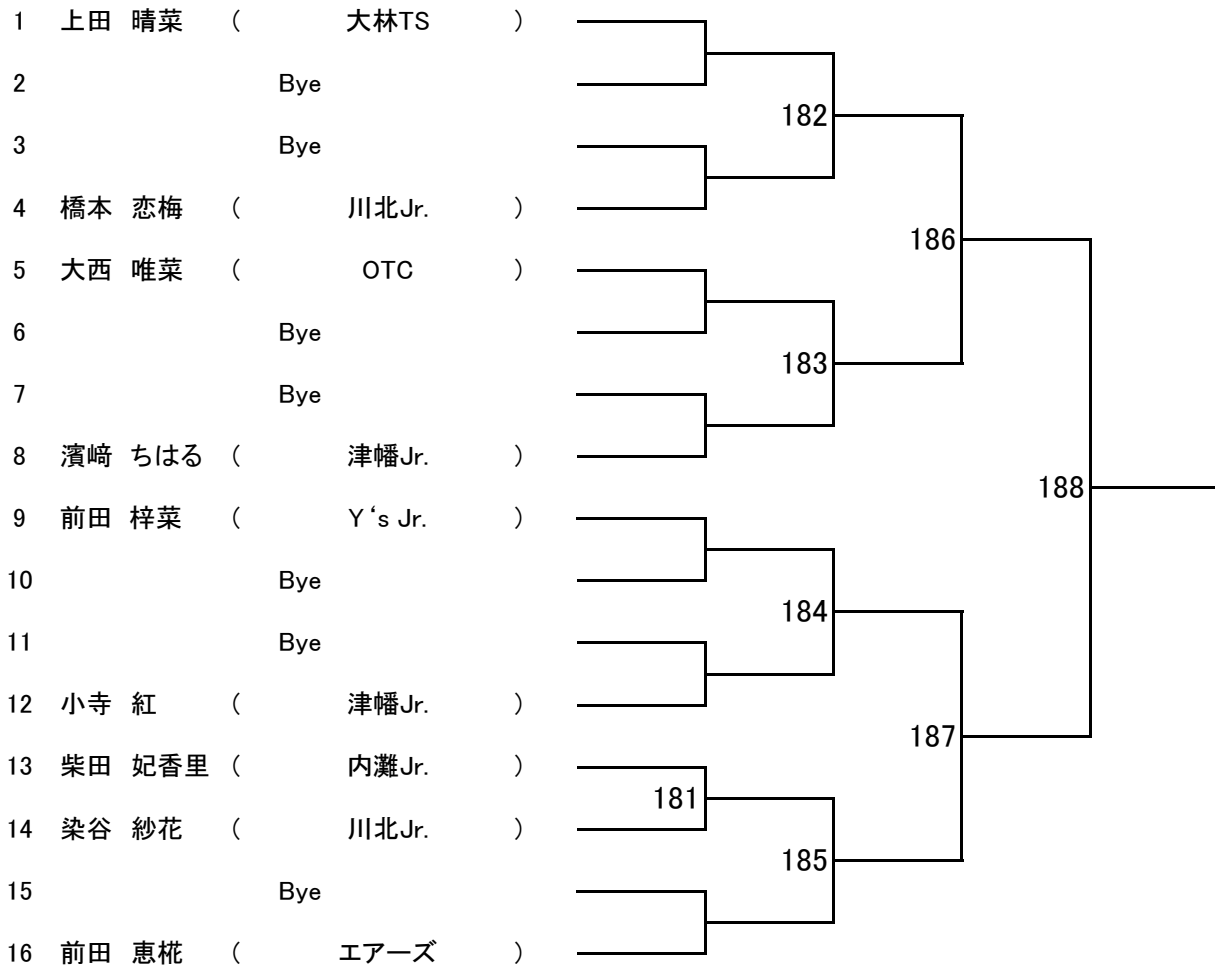 1 上田 晴菜 ( 大林TS )
2 Bye
182
3 Bye
4 橋本 恋梅 ( 川北Jr. )
186
5 大西 唯菜 ( OTC )
6 Bye
183
7 Bye
8 濱﨑 ちはる ( 津幡Jr. )
188
9 前田 梓菜 ( Y‘s Jr. )
10 Bye
184
11 Bye
12 小寺 紅 ( 津幡Jr. )
187
13 柴田 妃香里 ( 内灘Jr. )
181
14 染谷 紗花 ( 川北Jr. )
185
15 Bye
16 前田 恵椛 ( エアーズ )